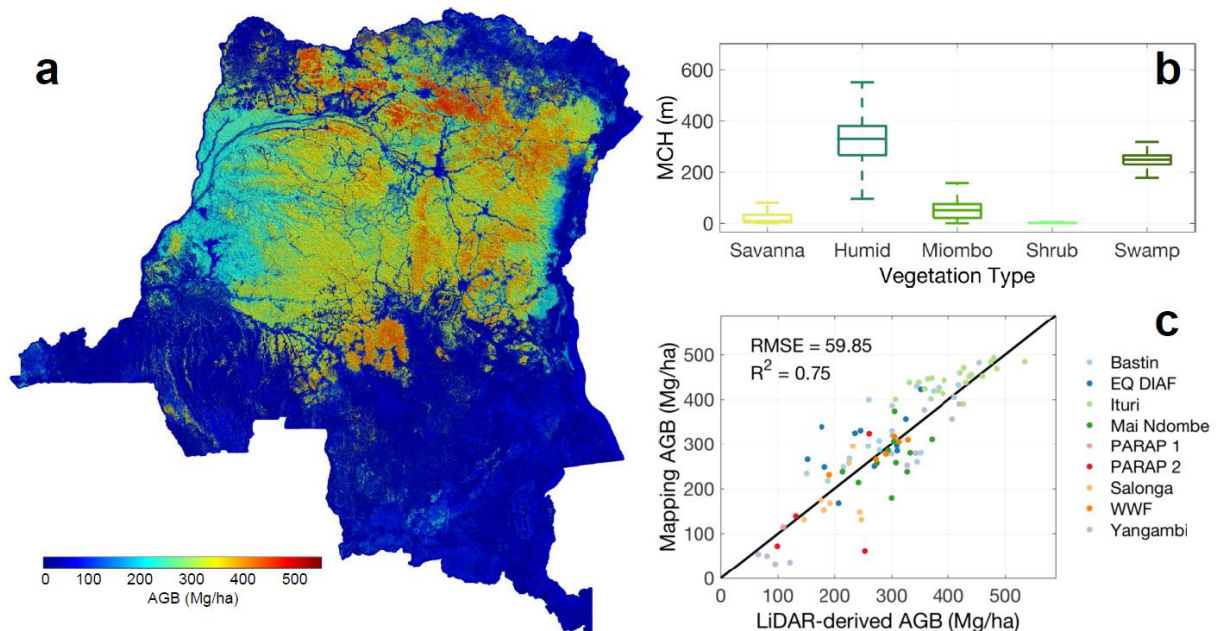 a
0 100 200 300 400 500
AGB (Mg/ha)
b
600
400
200
0
MCH (m)
Savanna Humid Miombo Shrub Swamp
Vegetation Type
c
RMSE = 59.85
R² = 0.75
500
400
300
200
100
0
Mapping AGB (Mg/ha)
0 100 200 300 400 500
LiDAR-derived AGB (Mg/ha)
Bastin
EQ DIAF
Ituri
Mai Ndombe
PARAP 1
PARAP 2
Salonga
WWF
Yangambi